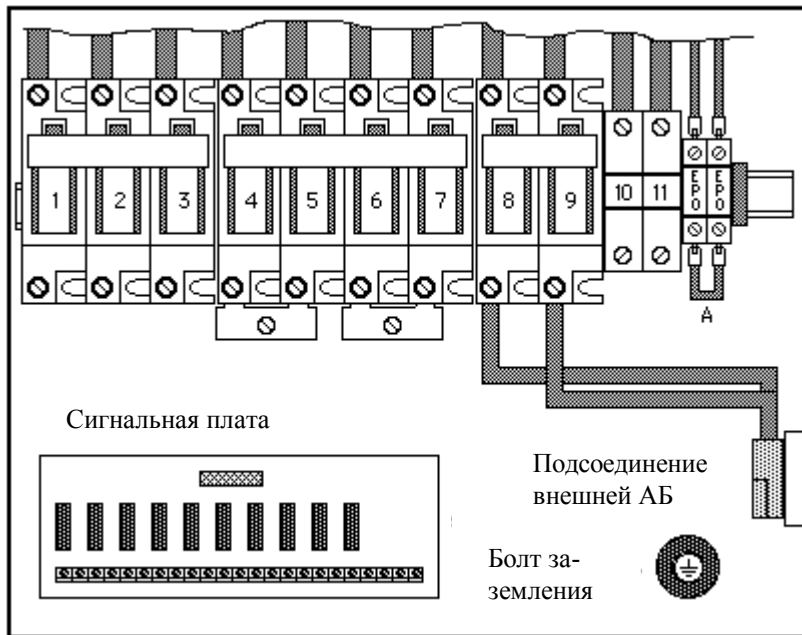 1 2 3 4 5 6 7 8 9 10 11 EPO EPO
A
Сигнальная плата
Подсоединение
внешней АБ
Болт за-
земления